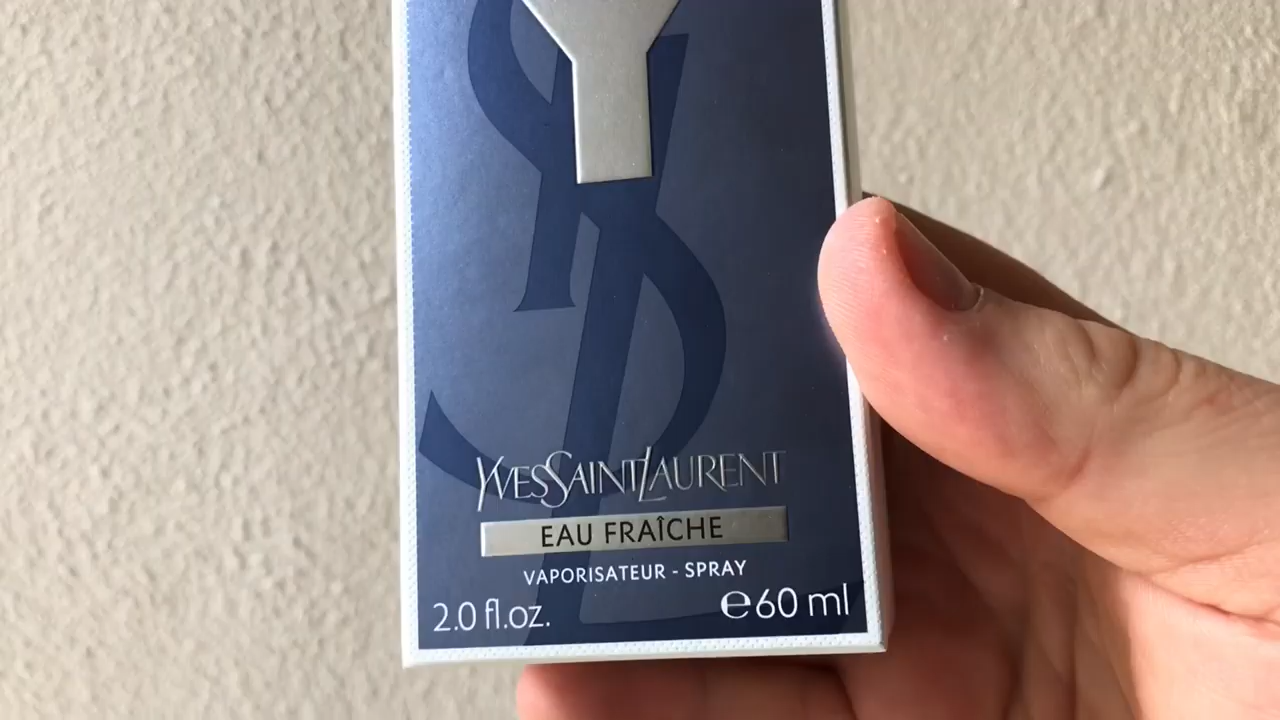 Y
YVES SAINT LAURENT
EAU FRAÎCHE
VAPORISATEUR - SPRAY
2.0 fl.oz. ℮60 ml